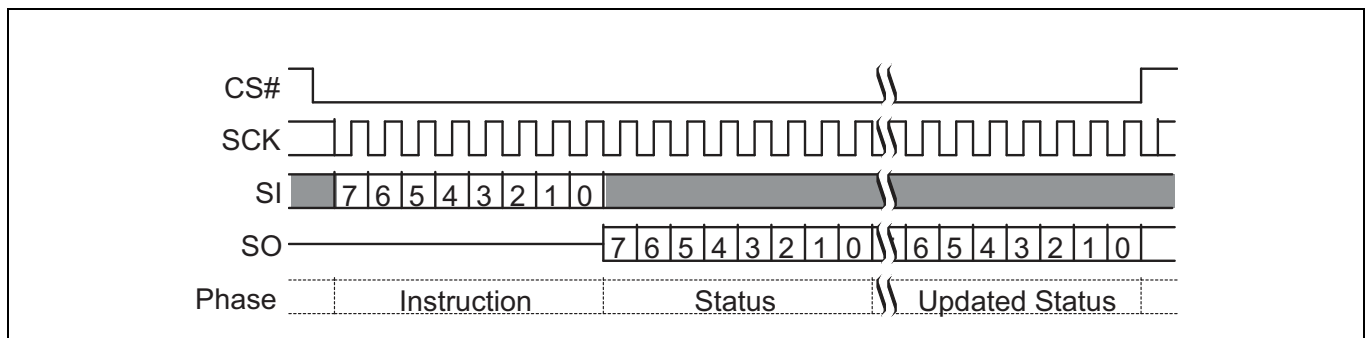 CS#
SCK
SI 7 6 5 4 3 2 1 0
SO 7 6 5 4 3 2 1 0 6 5 4 3 2 1 0
Phase Instruction Status Updated Status